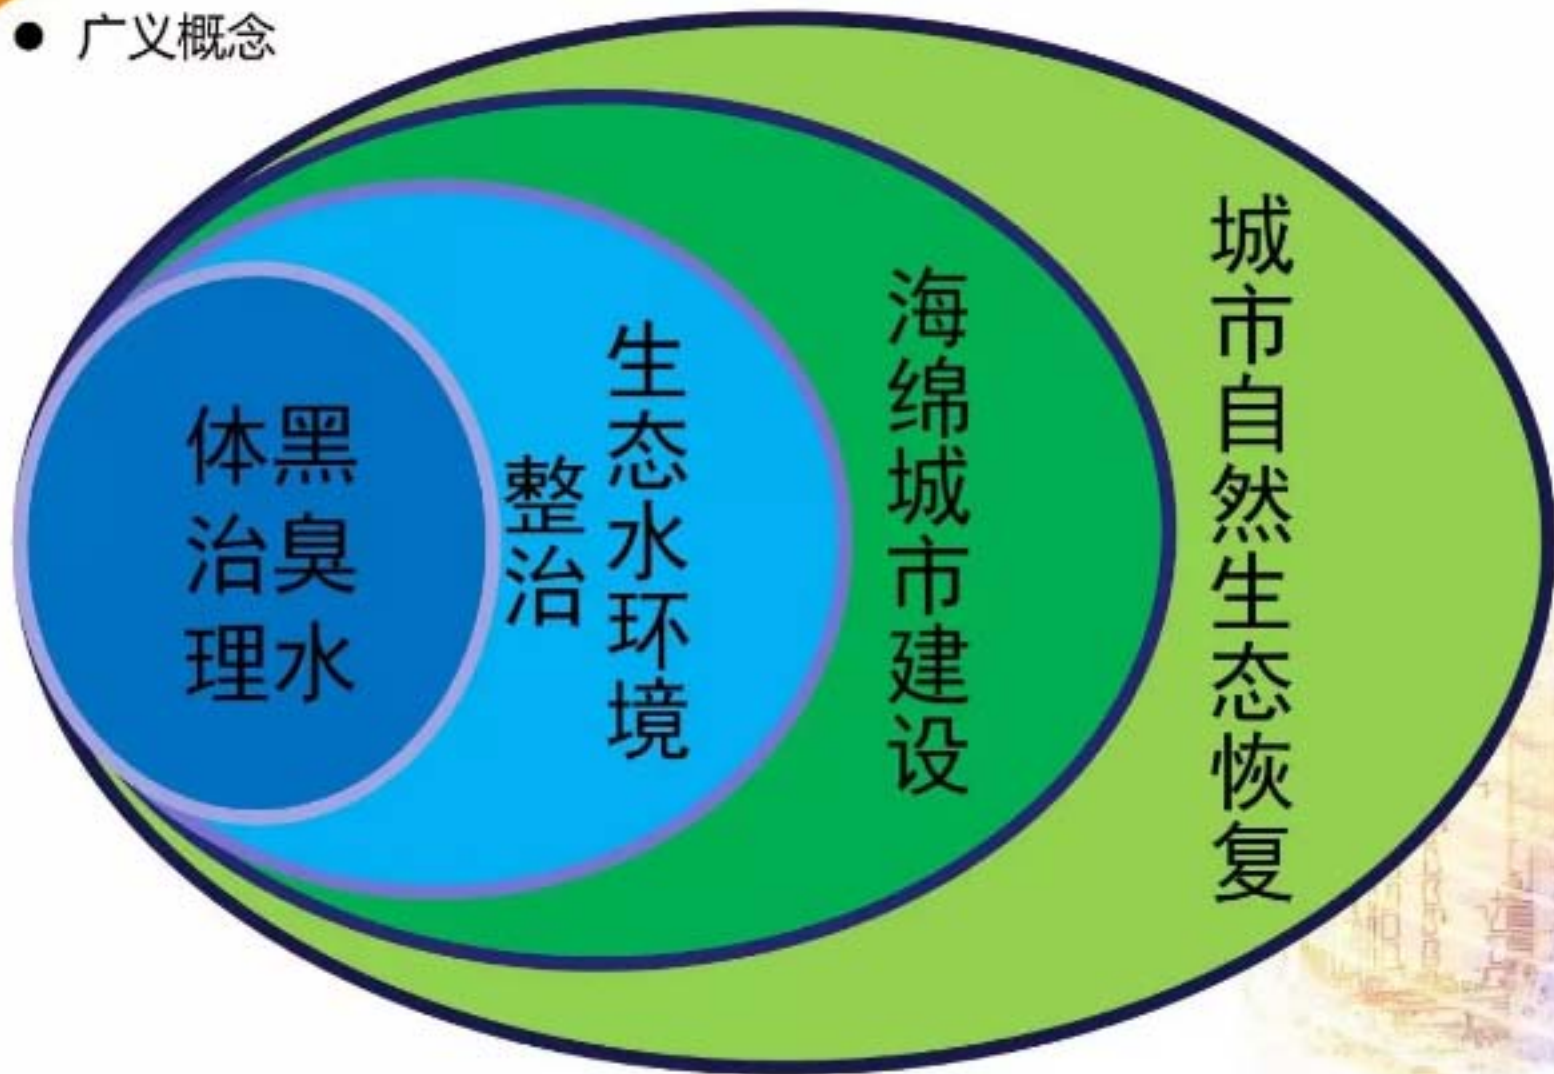 广义概念
黑臭水
体治理
生态水环境
整治
海绵城市建设
城市自然生态恢复